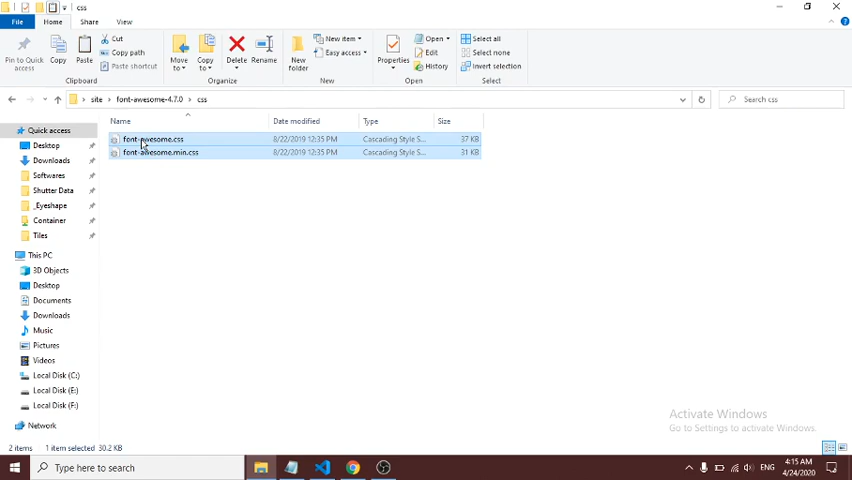 css
File Home Share View
Pin to Quick access
Copy
Paste
Cut
Copy path
Paste shortcut
Clipboard
Move to
Copy to
Delete
Rename
Organize
New folder
New item
Easy access
New
Properties
Open
Edit
History
Open
Select all
Select none
Invert selection
Select
site › font-awesome-4.7.0 › css
Search css
Name Date modified Type Size
font-awesome.css 8/22/2019 12:35 PM Cascading Style S... 37 KB
font-awesome.min.css 8/22/2019 12:35 PM Cascading Style S... 31 KB
Quick access
Desktop
Downloads
Softwares
Shutter Data
_Eyeshape
Container
Tiles
This PC
3D Objects
Desktop
Documents
Downloads
Music
Pictures
Videos
Local Disk (C:)
Local Disk (E:)
Local Disk (F:)
Network
Activate Windows
Go to Settings to activate Windows.
2 items 1 item selected 30.2 KB
Type here to search
ENG
4:15 AM
4/24/2020